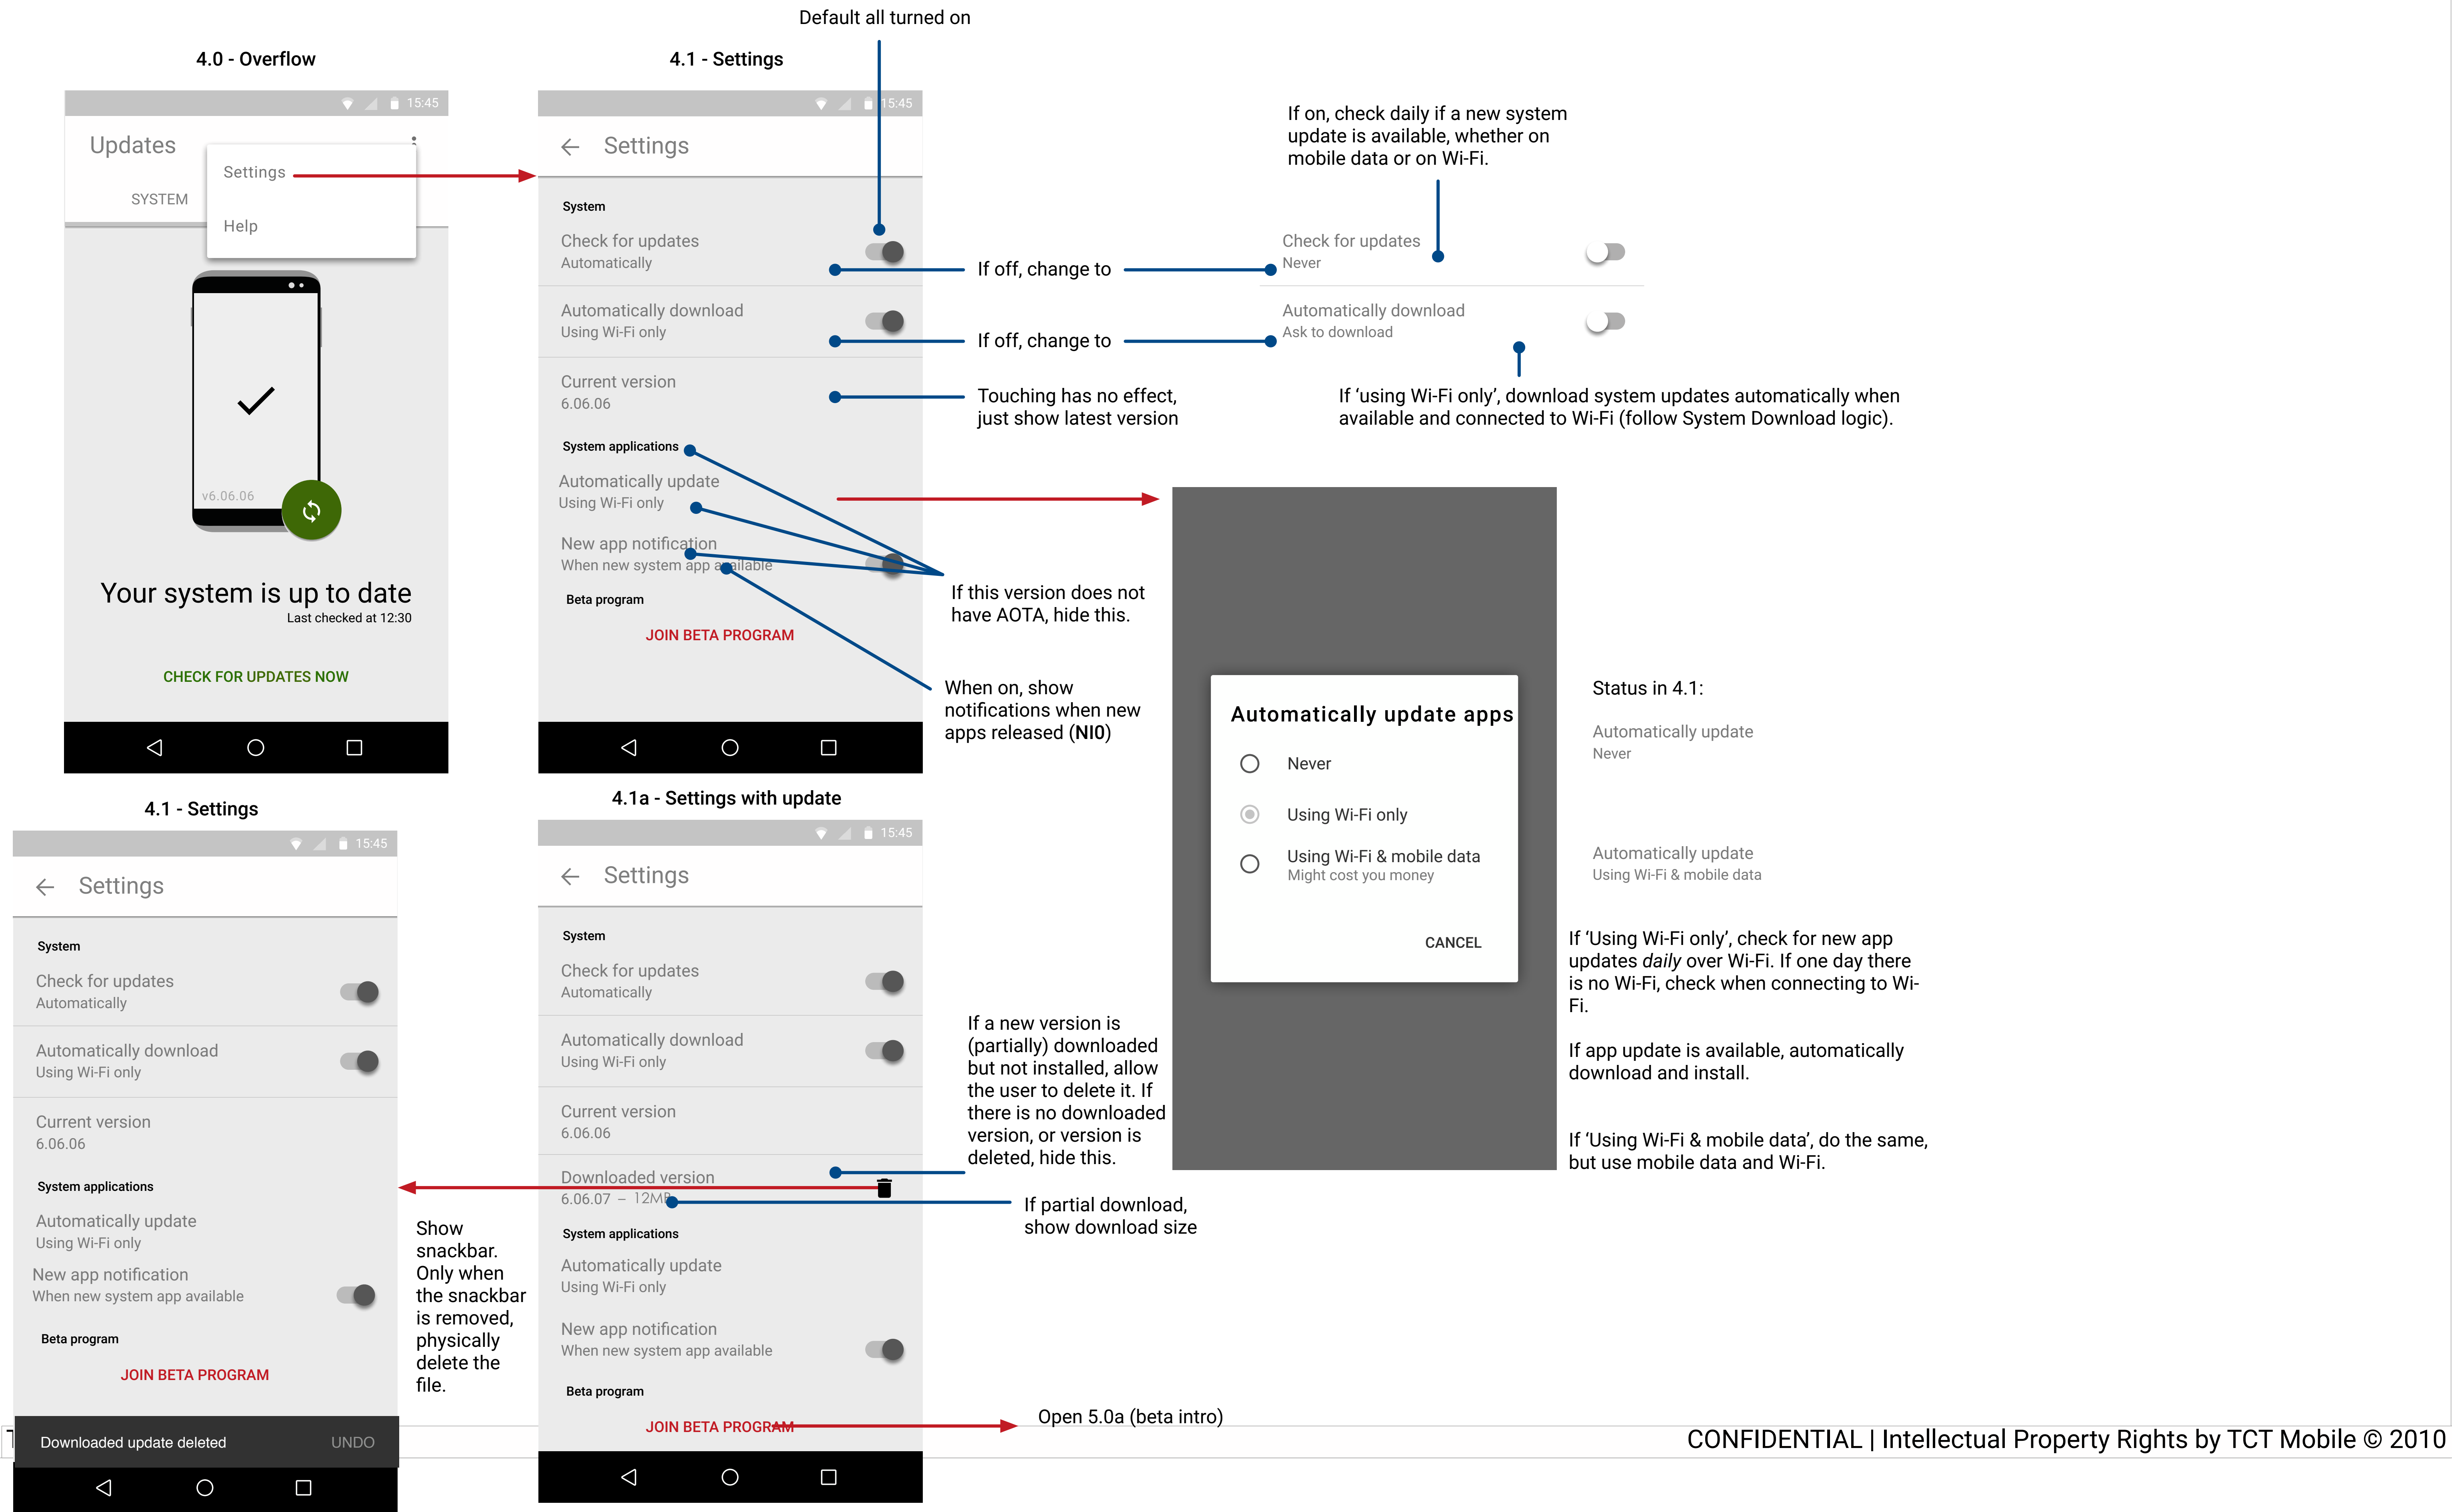 Default all turned on
4.0 - Overflow
15:45
Updates
Settings
SYSTEM
Help
v6.06.06
Your system is up to date
Last checked at 12:30
CHECK FOR UPDATES NOW
4.1 - Settings
15:45
Settings
System
Check for updates
Automatically
Automatically download
Using Wi-Fi only
Current version
6.06.06
System applications
Automatically update
Using Wi-Fi only
New app notification
When new system app available
Beta program
JOIN BETA PROGRAM
If off, change to
If off, change to
Touching has no effect,
just show latest version
If this version does not
have AOTA, hide this.
When on, show
notifications when new
apps released (NI0)
If on, check daily if a new system
update is available, whether on
mobile data or on Wi-Fi.
Check for updates
Never
Automatically download
Ask to download
If ‘using Wi-Fi only’, download system updates automatically when
available and connected to Wi-Fi (follow System Download logic).
Automatically update apps
Never
Using Wi-Fi only
Using Wi-Fi & mobile data
Might cost you money
CANCEL
Status in 4.1:
Automatically update
Never
Automatically update
Using Wi-Fi & mobile data
If ‘Using Wi-Fi only’, check for new app
updates daily over Wi-Fi. If one day there
is no Wi-Fi, check when connecting to Wi-
Fi.
If app update is available, automatically
download and install.
If ‘Using Wi-Fi & mobile data’, do the same,
but use mobile data and Wi-Fi.
4.1 - Settings
15:45
Settings
System
Check for updates
Automatically
Automatically download
Using Wi-Fi only
Current version
6.06.06
System applications
Automatically update
Using Wi-Fi only
New app notification
When new system app available
Beta program
JOIN BETA PROGRAM
Downloaded update deleted
UNDO
Show
snackbar.
Only when
the snackbar
is removed,
physically
delete the
file.
4.1a - Settings with update
15:45
Settings
System
Check for updates
Automatically
Automatically download
Using Wi-Fi only
Current version
6.06.06
Downloaded version
6.06.07 – 12MB
System applications
Automatically update
Using Wi-Fi only
New app notification
When new system app available
Beta program
JOIN BETA PROGRAM
If a new version is
(partially) downloaded
but not installed, allow
the user to delete it. If
there is no downloaded
version, or version is
deleted, hide this.
If partial download,
show download size
Open 5.0a (beta intro)
CONFIDENTIAL | Intellectual Property Rights by TCT Mobile © 2010